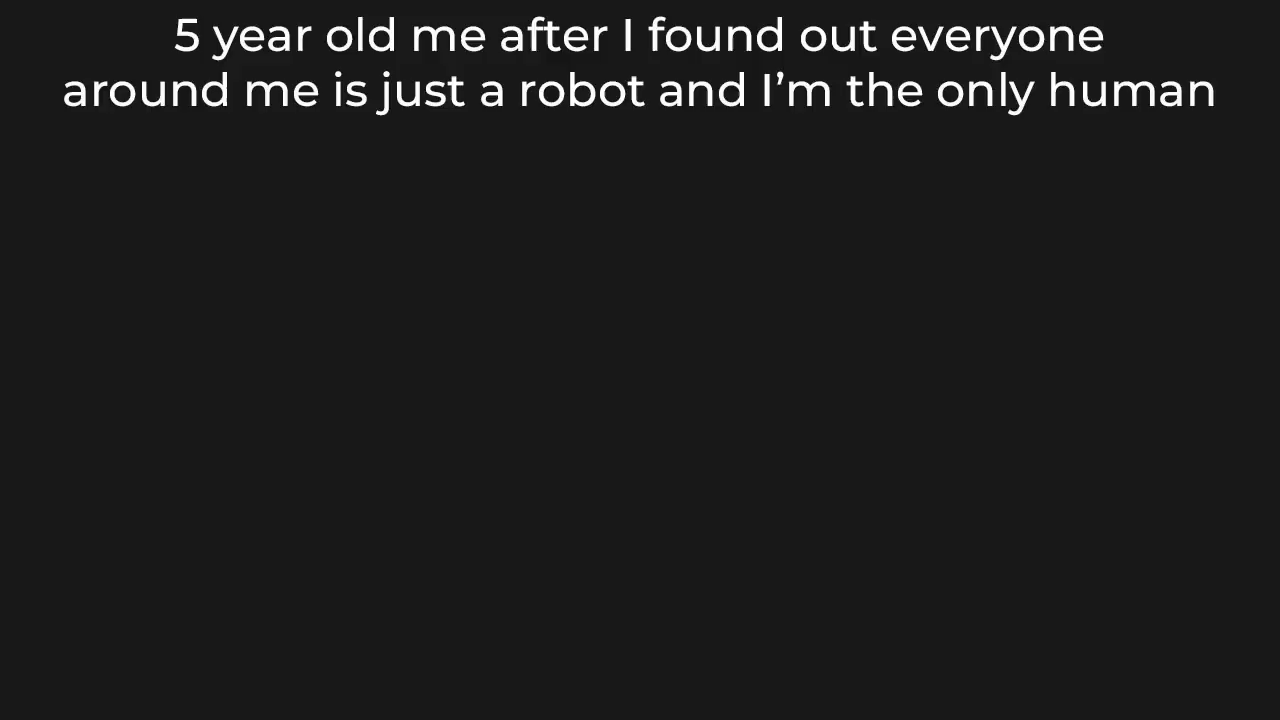 5 year old me after I found out everyone
around me is just a robot and I’m the only human